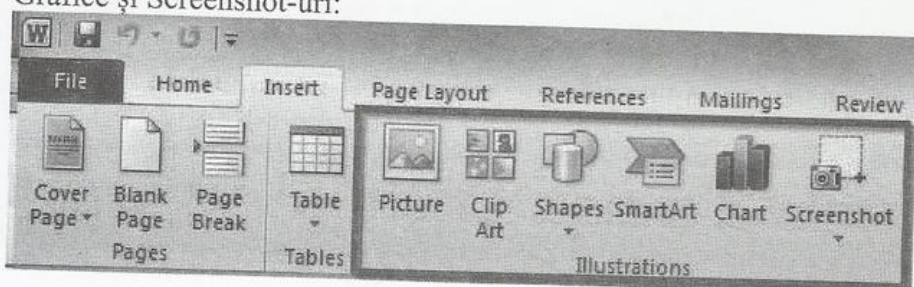 Grafice și Screenshot-uri:
W
File Home Insert Page Layout References Mailings Review
Cover Page Blank Page Page Break Table Picture Clip Art Shapes SmartArt Chart Screenshot
Pages Tables Illustrations